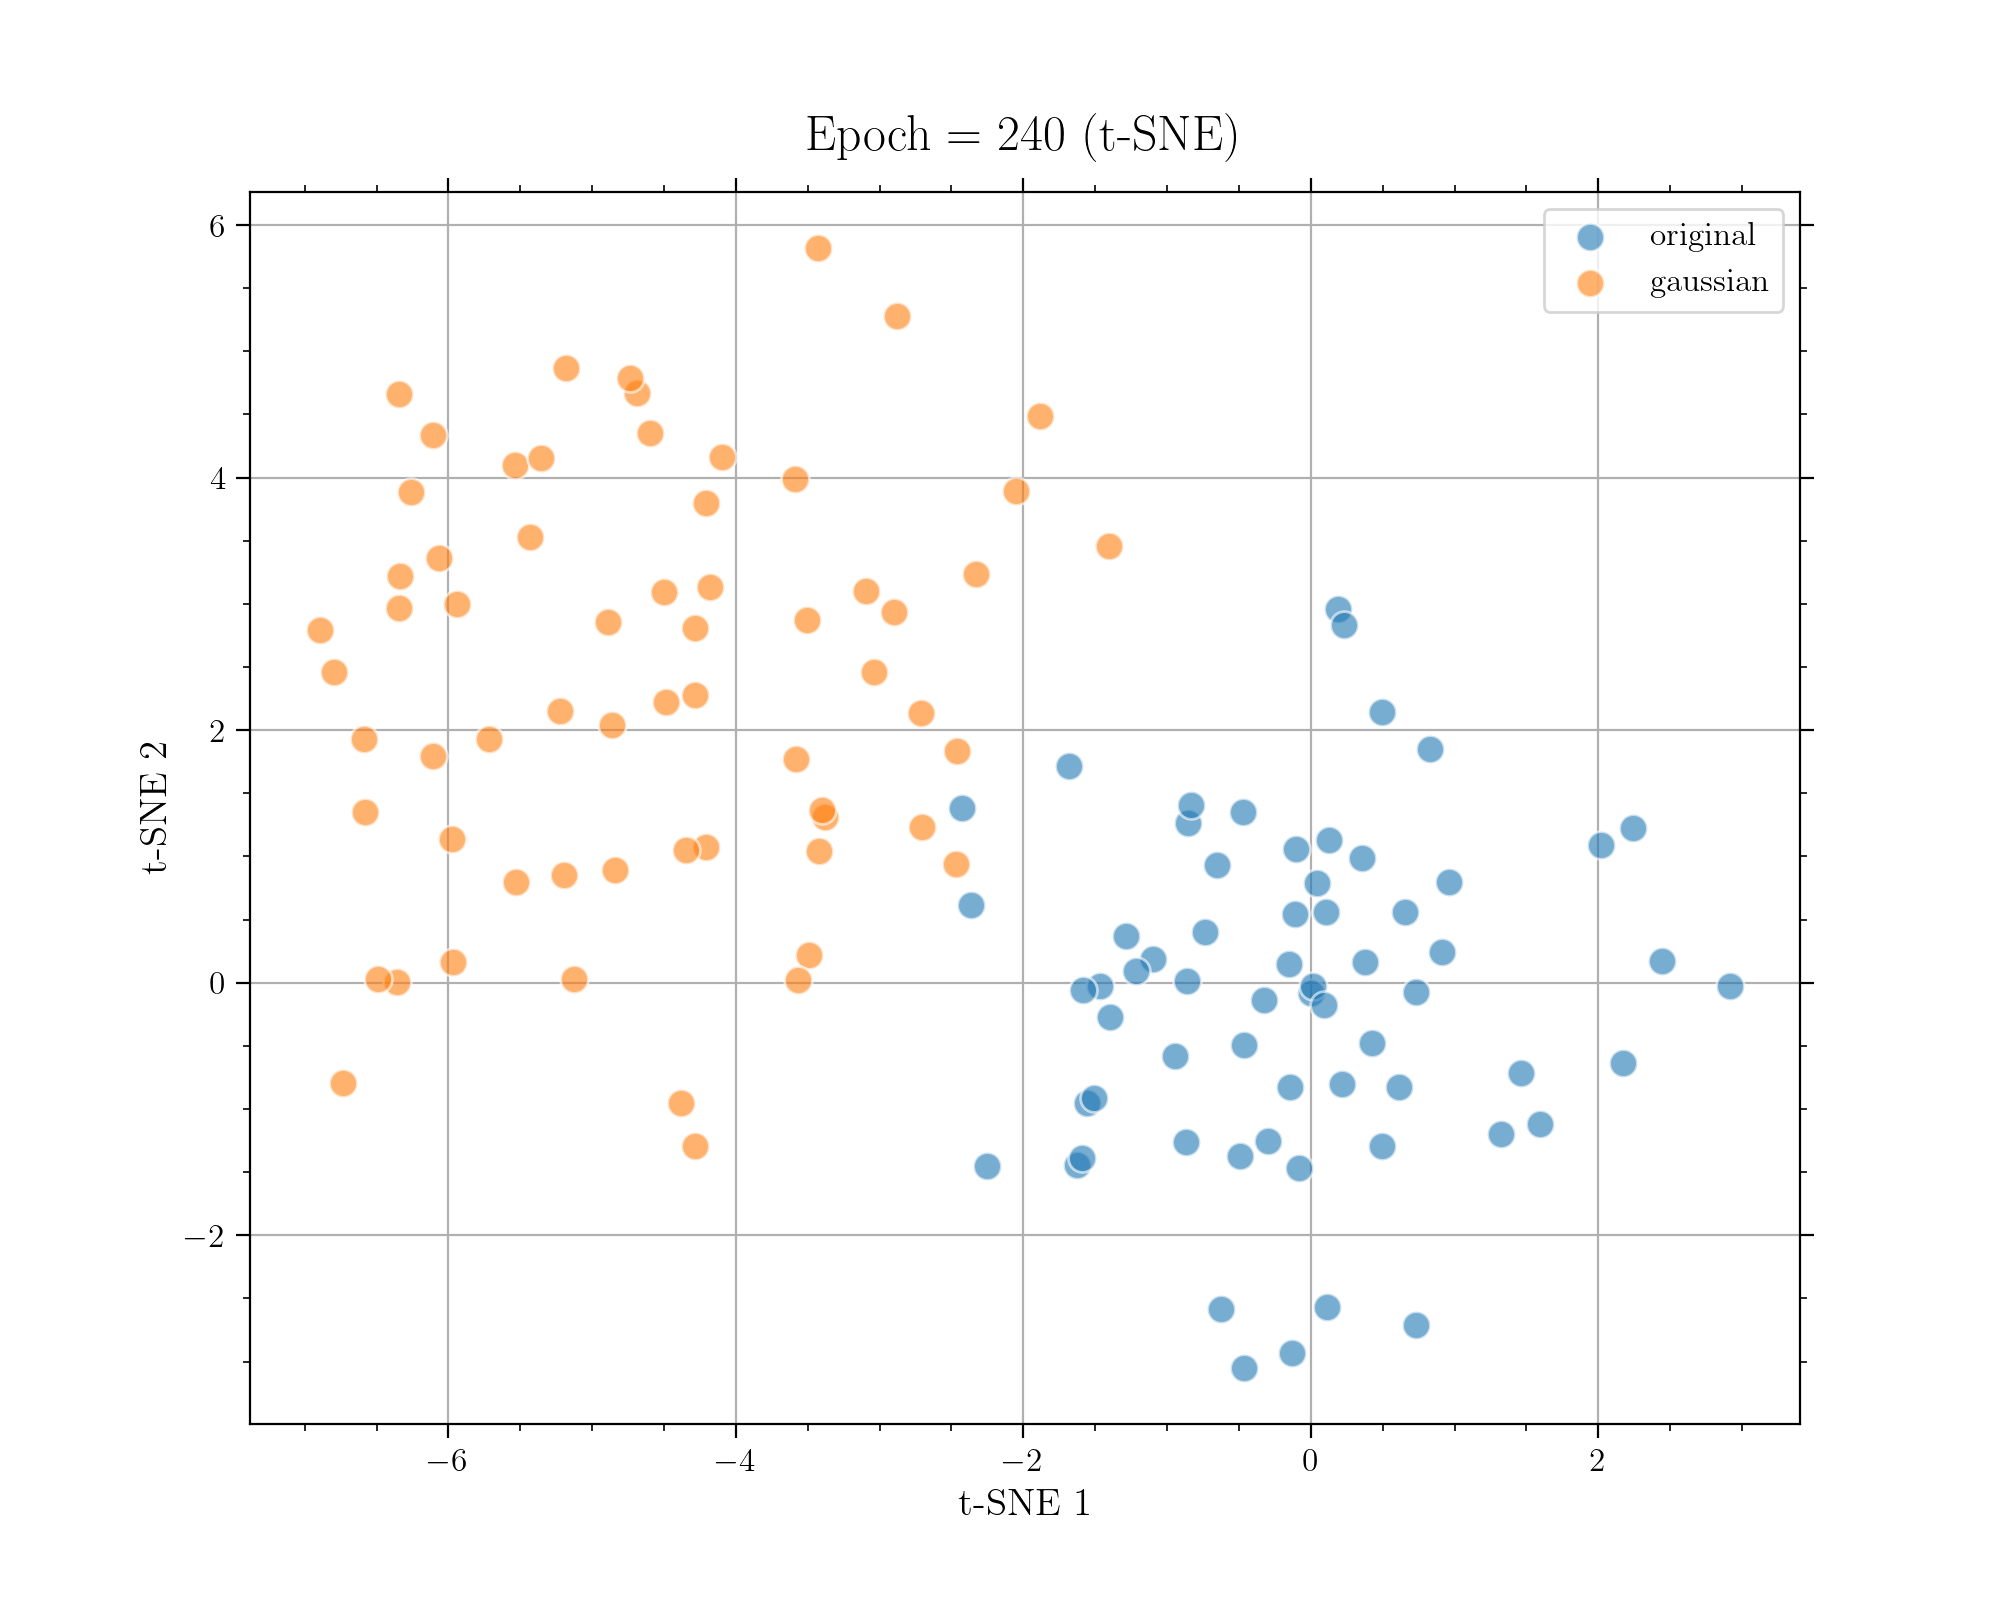 Epoch = 240 (t-SNE)
original
gaussian
6
4
2
0
−2
t-SNE 2
−6
−4
−2
0
2
t-SNE 1